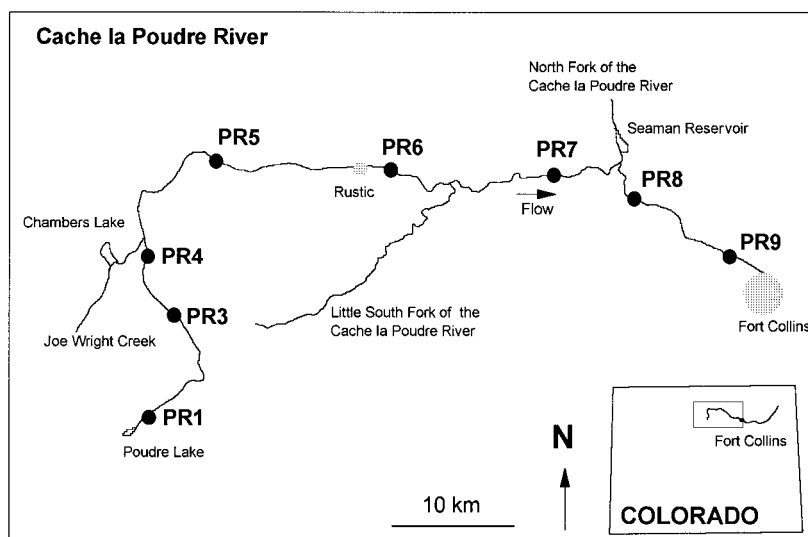 Cache la Poudre River
North Fork of the
Cache la Poudre River
Seaman Reservoir
PR5
PR6
PR7
Rustic
Flow
PR8
Chambers Lake
PR4
PR9
PR3
Little South Fork of the
Cache la Poudre River
Joe Wright Creek
Fort Collins
PR1
Poudre Lake
N
10 km
Fort Collins
COLORADO